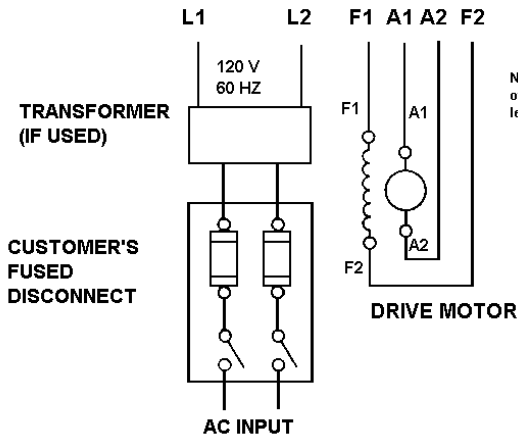 L1 L2 F1 A1 A2 F2
120 V
60 HZ
TRANSFORMER
(IF USED)
F1 A1
A2
F2
CUSTOMER'S
FUSED
DISCONNECT
DRIVE MOTOR
AC INPUT